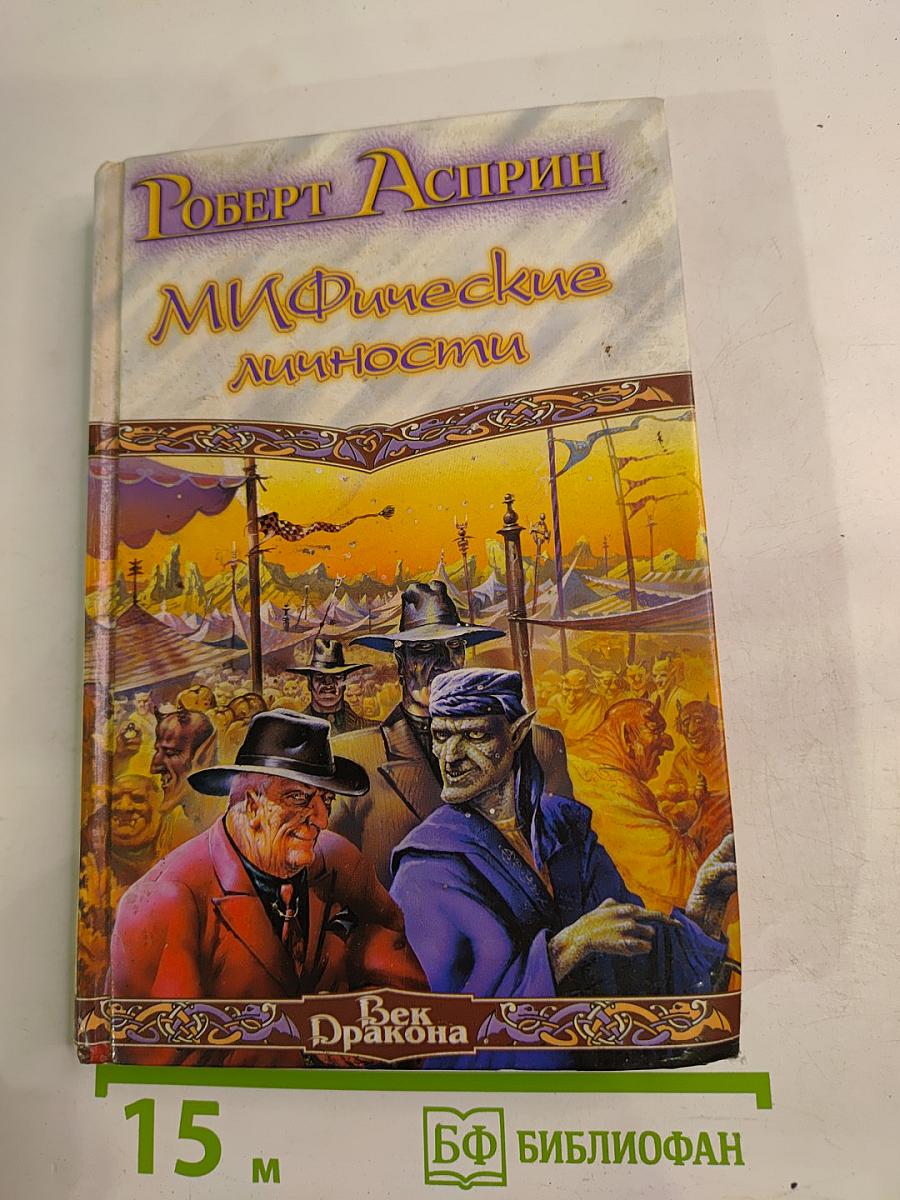 Роберт Асприн
МИФические
личности
Век
Дракона
15 м
БФ БИБЛИОФАН